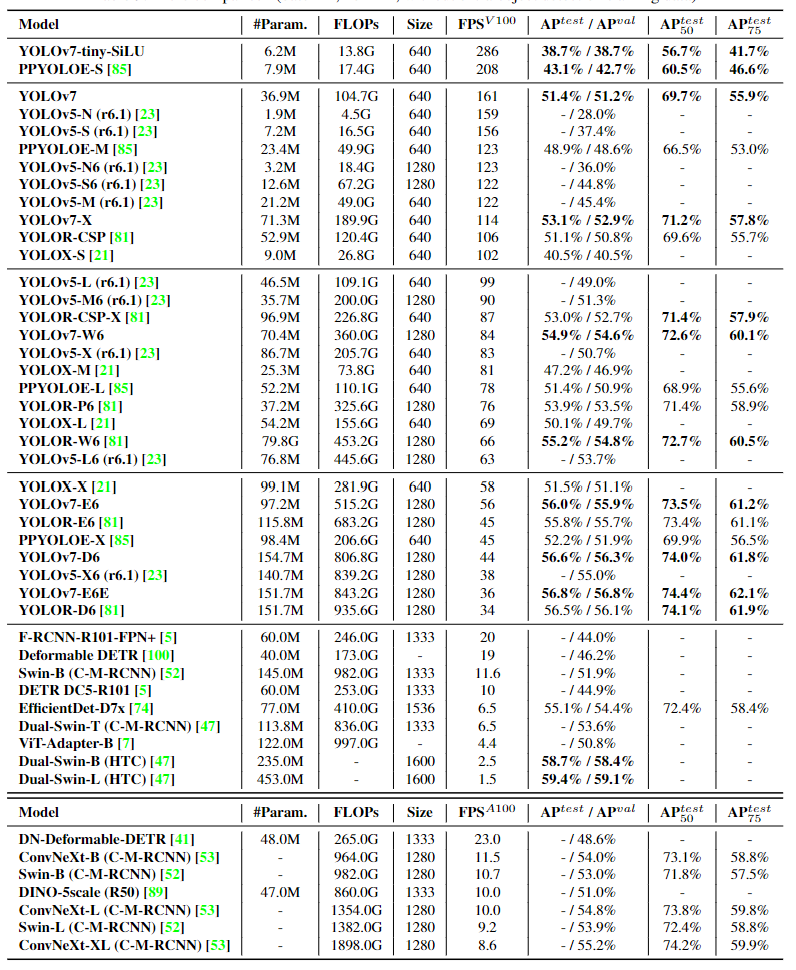 Model #Param. FLOPs Size FPS^V100 AP^test / AP^val AP_50^test AP_75^test
YOLOv7-tiny-SiLU 6.2M 13.8G 640 286 38.7% / 38.7% 56.7% 41.7%
PPYOLOE-S [85] 7.9M 17.4G 640 208 43.1% / 42.7% 60.5% 46.6%
YOLOv7 36.9M 104.7G 640 161 51.4% / 51.2% 69.7% 55.9%
YOLOv5-N (r6.1) [23] 1.9M 4.5G 640 159 - / 28.0% - -
YOLOv5-S (r6.1) [23] 7.2M 16.5G 640 156 - / 37.4% - -
PPYOLOE-M [85] 23.4M 49.9G 640 123 48.9% / 48.6% 66.5% 53.0%
YOLOv5-N6 (r6.1) [23] 3.2M 18.4G 1280 123 - / 36.0% - -
YOLOv5-S6 (r6.1) [23] 12.6M 67.2G 1280 122 - / 44.8% - -
YOLOv5-M (r6.1) [23] 21.2M 49.0G 640 122 - / 45.4% - -
YOLOv7-X 71.3M 189.9G 640 114 53.1% / 52.9% 71.2% 57.8%
YOLOR-CSP [81] 52.9M 120.4G 640 106 51.1% / 50.8% 69.6% 55.7%
YOLOX-S [21] 9.0M 26.8G 640 102 40.5% / 40.5% - -
YOLOv5-L (r6.1) [23] 46.5M 109.1G 640 99 - / 49.0% - -
YOLOv5-M6 (r6.1) [23] 35.7M 200.0G 1280 90 - / 51.3% - -
YOLOR-CSP-X [81] 96.9M 226.8G 640 87 53.0% / 52.7% 71.4% 57.9%
YOLOv7-W6 70.4M 360.0G 1280 84 54.9% / 54.6% 72.6% 60.1%
YOLOv5-X (r6.1) [23] 86.7M 205.7G 640 83 - / 50.7% - -
YOLOX-M [21] 25.3M 73.8G 640 81 47.2% / 46.9% - -
PPYOLOE-L [85] 52.2M 110.1G 640 78 51.4% / 50.9% 68.9% 55.6%
YOLOR-P6 [81] 37.2M 325.6G 1280 76 53.9% / 53.5% 71.4% 58.9%
YOLOX-L [21] 54.2M 155.6G 640 69 50.1% / 49.7% - -
YOLOR-W6 [81] 79.8G 453.2G 1280 66 55.2% / 54.8% 72.7% 60.5%
YOLOv5-L6 (r6.1) [23] 76.8M 445.6G 1280 63 - / 53.7% - -
YOLOX-X [21] 99.1M 281.9G 640 58 51.5% / 51.1% - -
YOLOv7-E6 97.2M 515.2G 1280 56 56.0% / 55.9% 73.5% 61.2%
YOLOR-E6 [81] 115.8M 683.2G 1280 45 55.8% / 55.7% 73.4% 61.1%
PPYOLOE-X [85] 98.4M 206.6G 640 45 52.2% / 51.9% 69.9% 56.5%
YOLOv7-D6 154.7M 806.8G 1280 44 56.6% / 56.3% 74.0% 61.8%
YOLOv5-X6 (r6.1) [23] 140.7M 839.2G 1280 38 - / 55.0% - -
YOLOv7-E6E 151.7M 843.2G 1280 36 56.8% / 56.8% 74.4% 62.1%
YOLOR-D6 [81] 151.7M 935.6G 1280 34 56.5% / 56.1% 74.1% 61.9%
F-RCNN-R101-FPN+ [5] 60.0M 246.0G 1333 20 - / 44.0% - -
Deformable DETR [100] 40.0M 173.0G - 19 - / 46.2% - -
Swin-B (C-M-RCNN) [52] 145.0M 982.0G 1333 11.6 - / 51.9% - -
DETR DC5-R101 [5] 60.0M 253.0G 1333 10 - / 44.9% - -
EfficientDet-D7x [74] 77.0M 410.0G 1536 6.5 55.1% / 54.4% 72.4% 58.4%
Dual-Swin-T (C-M-RCNN) [47] 113.8M 836.0G 1333 6.5 - / 53.6% - -
ViT-Adapter-B [7] 122.0M 997.0G - 4.4 - / 50.8% - -
Dual-Swin-B (HTC) [47] 235.0M - 1600 2.5 58.7% / 58.4% - -
Dual-Swin-L (HTC) [47] 453.0M - 1600 1.5 59.4% / 59.1% - -
Model #Param. FLOPs Size FPS^A100 AP^test / AP^val AP_50^test AP_75^test
DN-Deformable-DETR [41] 48.0M 265.0G 1333 23.0 - / 48.6% - -
ConvNeXt-B (C-M-RCNN) [53] - 964.0G 1280 11.5 - / 54.0% 73.1% 58.8%
Swin-B (C-M-RCNN) [52] - 982.0G 1280 10.7 - / 53.0% 71.8% 57.5%
DINO-5scale (R50) [89] 47.0M 860.0G 1333 10.0 - / 51.0% - -
ConvNeXt-L (C-M-RCNN) [53] - 1354.0G 1280 10.0 - / 54.8% 73.8% 59.8%
Swin-L (C-M-RCNN) [52] - 1382.0G 1280 9.2 - / 53.9% 72.4% 58.8%
ConvNeXt-XL (C-M-RCNN) [53] - 1898.0G 1280 8.6 - / 55.2% 74.2% 59.9%